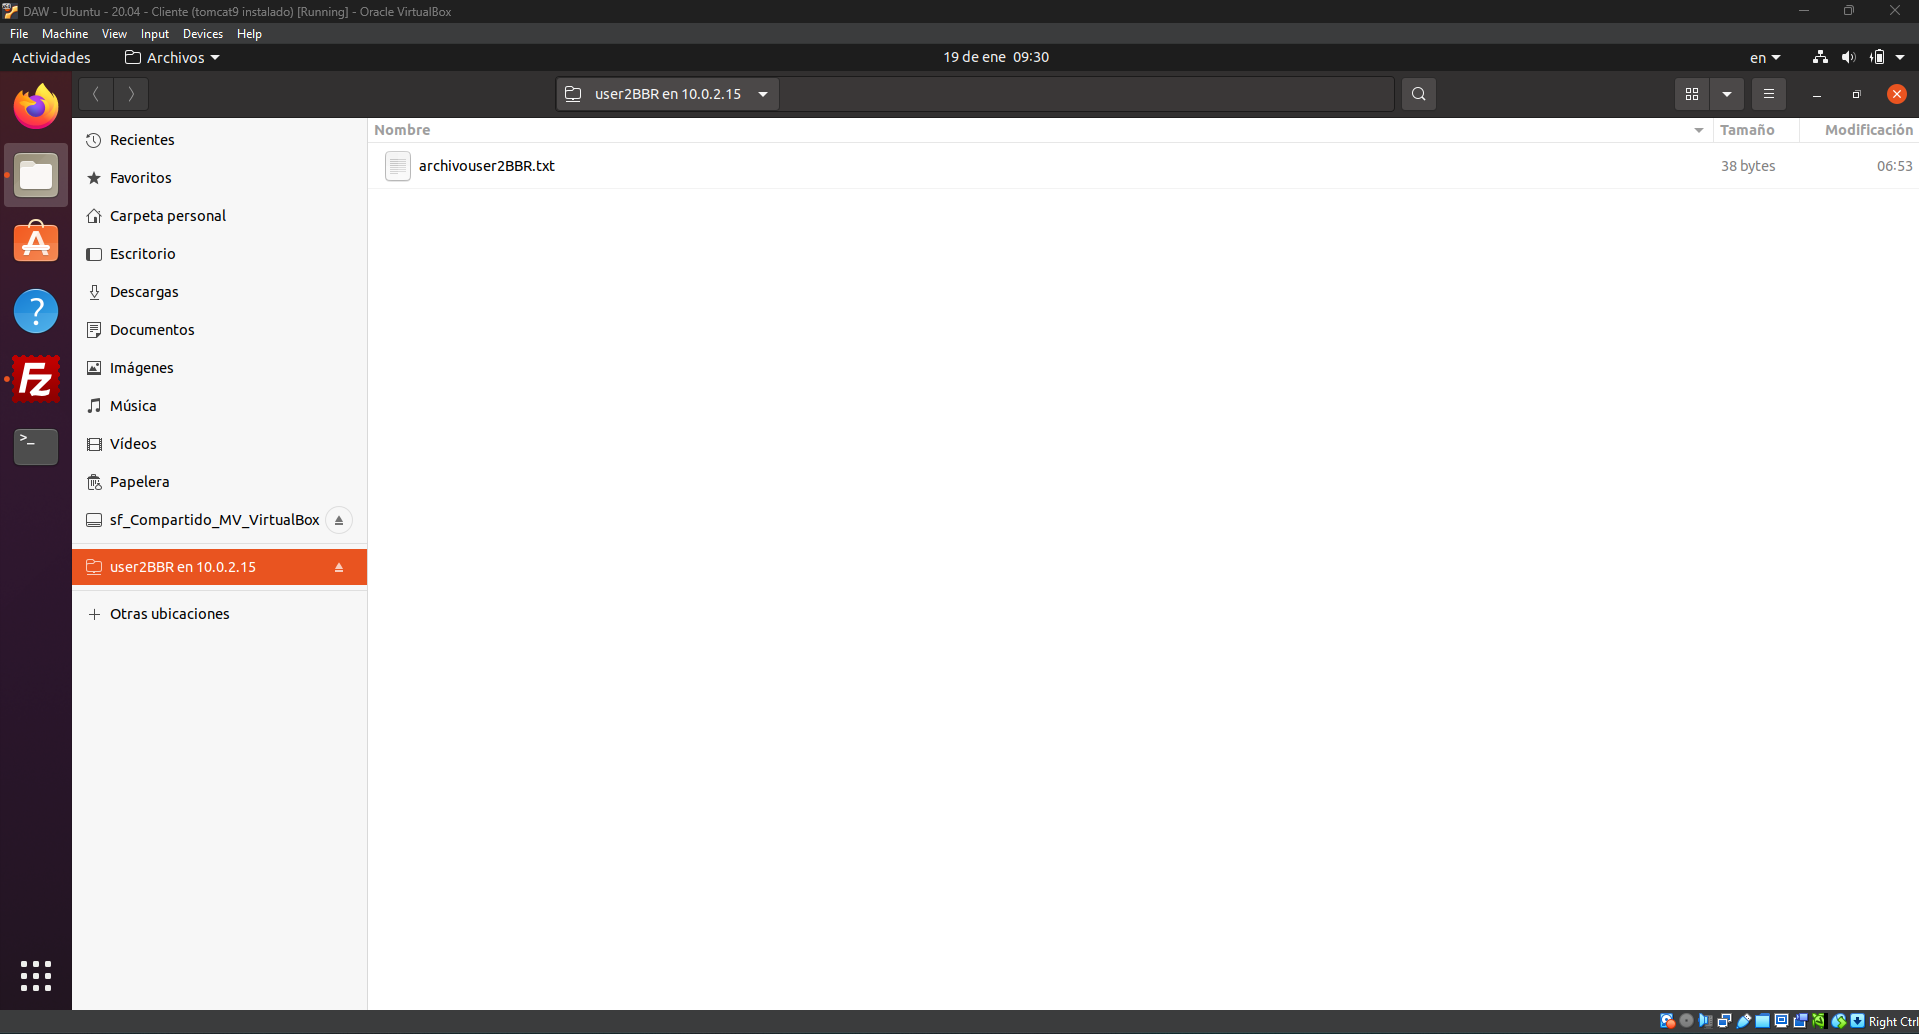 DAW - Ubuntu - 20.04 - Cliente (tomcat9 instalado) [Running] - Oracle VirtualBox
File Machine View Input Devices Help
Actividades Archivos 19 de ene 09:30 en
user2BBR en 10.0.2.15
Nombre Tamaño Modificación
archivouser2BBR.txt 38 bytes 06:53
Recientes
Favoritos
Carpeta personal
Escritorio
Descargas
Documentos
Imágenes
Música
Vídeos
Papelera
sf_Compartido_MV_VirtualBox
user2BBR en 10.0.2.15
Otras ubicaciones
Right Ctrl